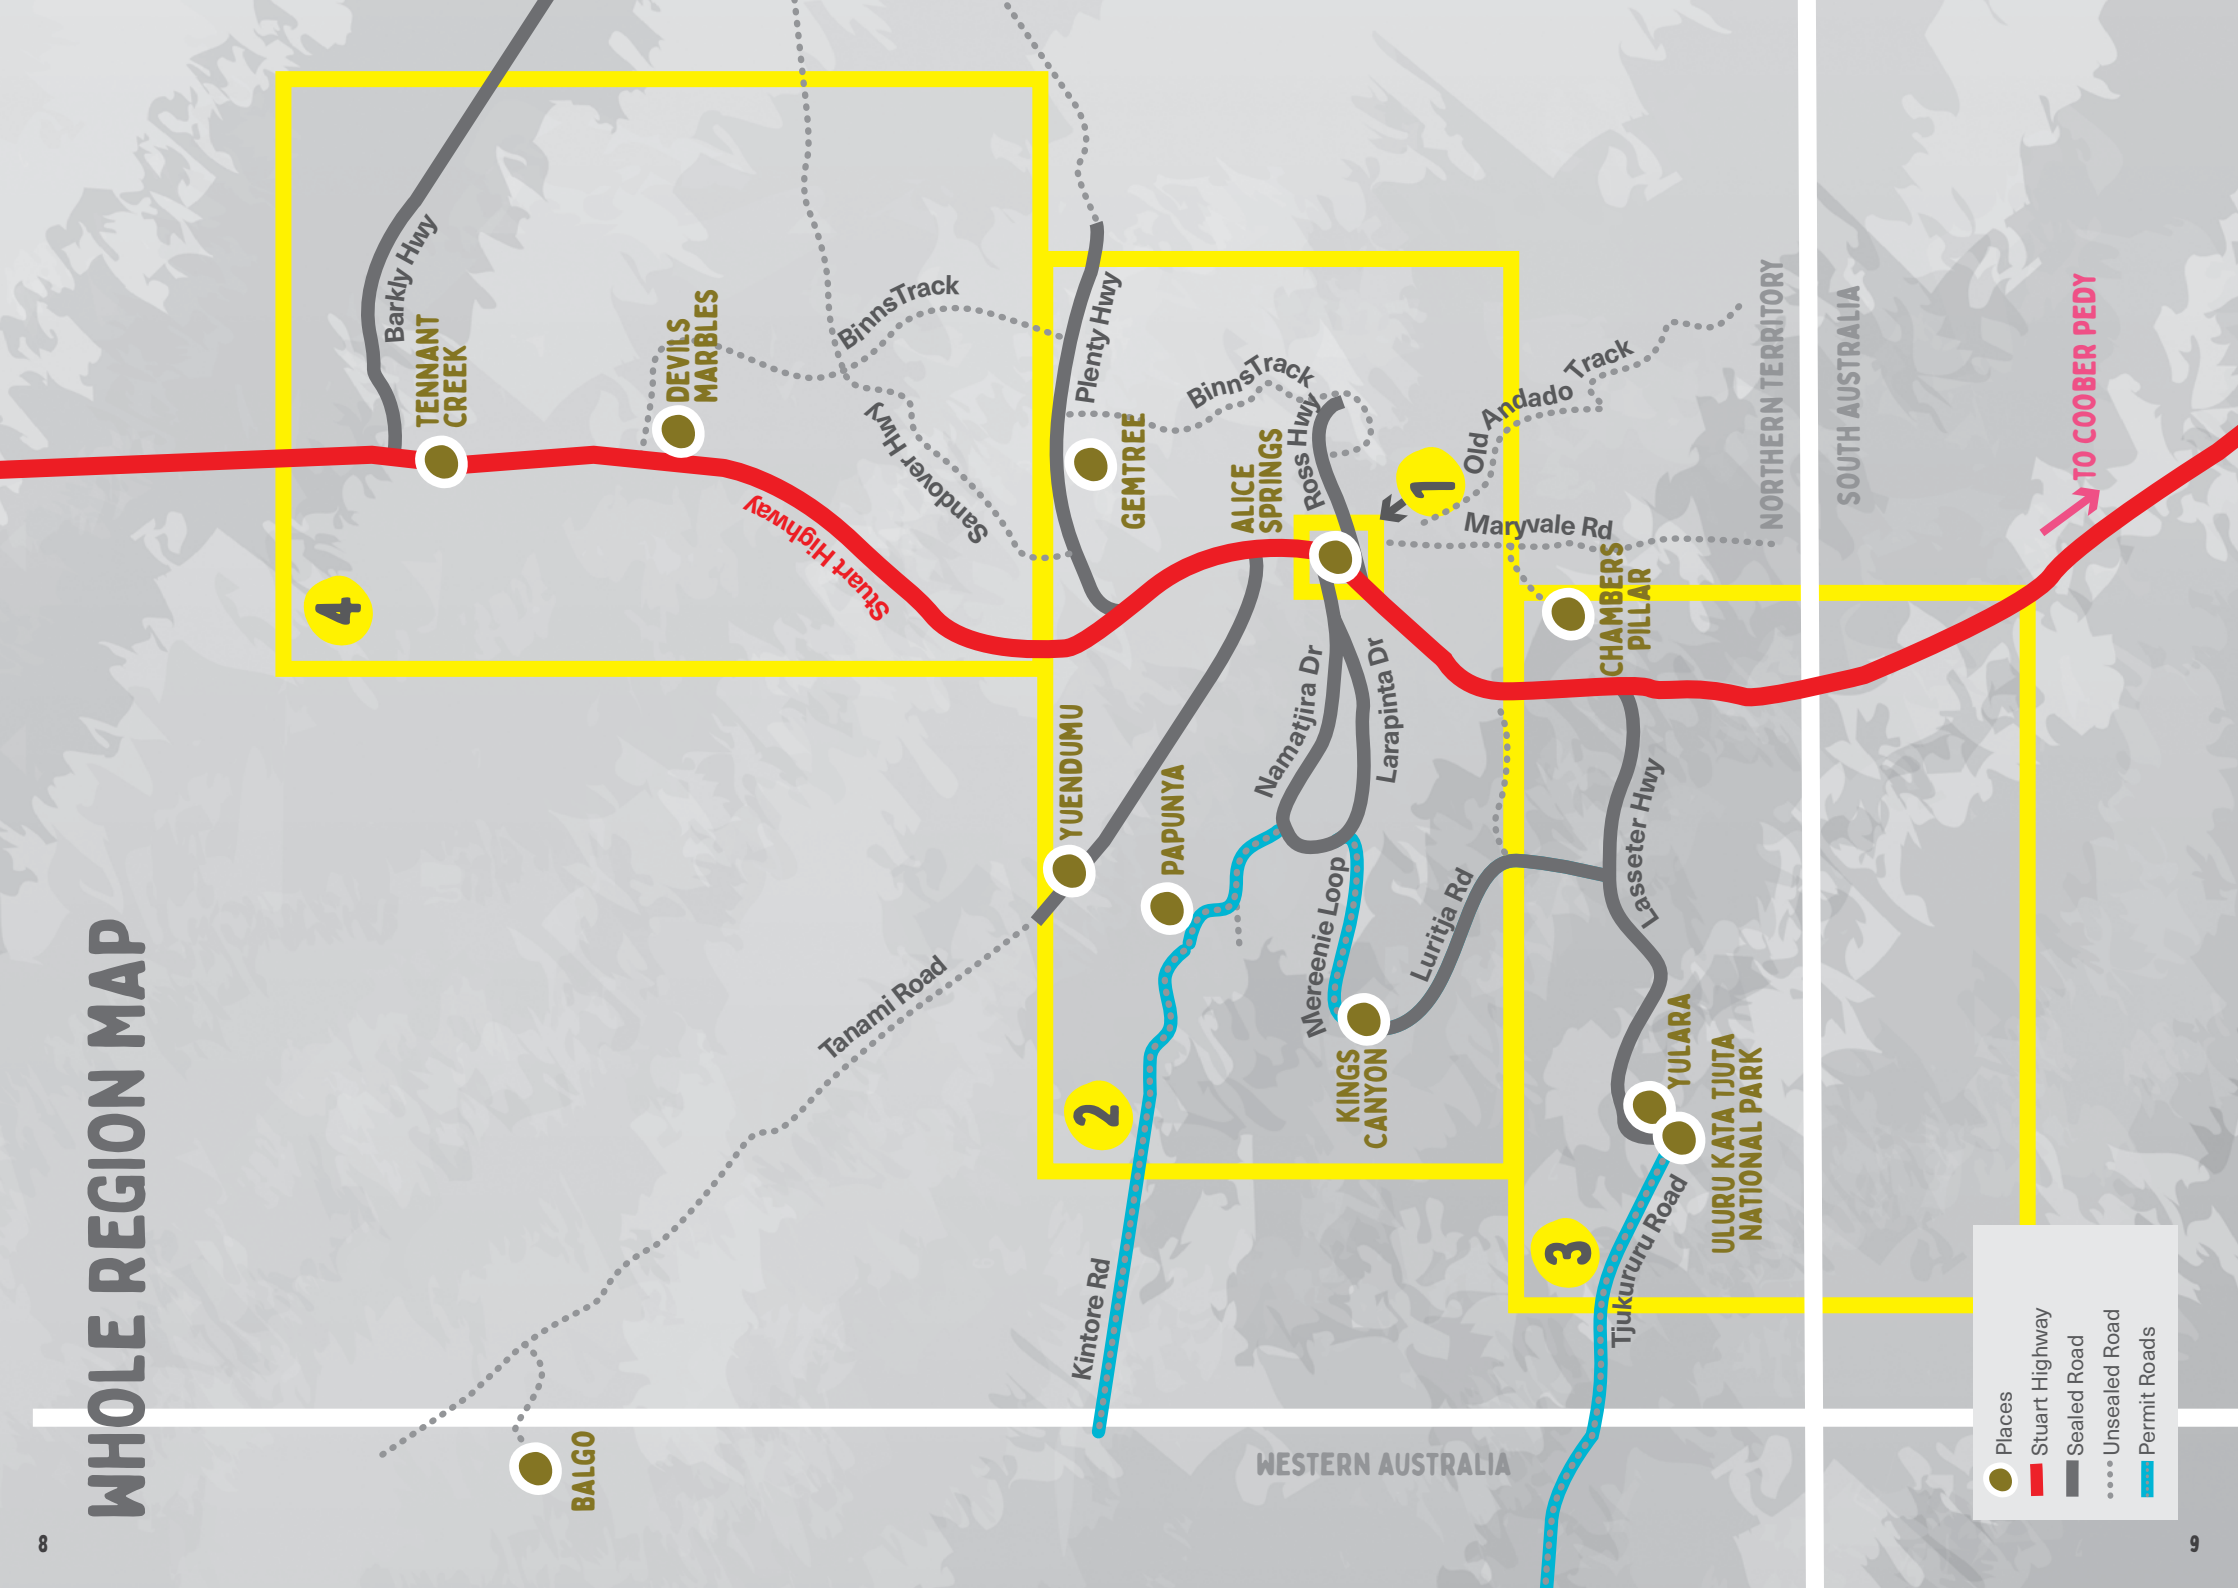 WHOLE REGION MAP
4
Barkly Hwy
TENNANT
CREEK
DEVILS
MARBLES
BinnsTrack
Sandover Hwy
Stuart Highway
Plenty Hwy
GEMTREE
BinnsTrack
ALICE
SPRINGS
Ross Hwy
1
Old Andado Track
Maryvale Rd
CHAMBERS
PILLAR
NORTHERN TERRITORY
SOUTH AUSTRALIA
TO COOBER PEDY
YUENDUMU
PAPUNYA
Tanami Road
Namatjira Dr
Larapinta Dr
Mereenie Loop
Luritja Rd
Lasseter Hwy
2
KINGS
CANYON
YULARA
ULURU KATA TJUTA
NATIONAL PARK
3
Kintore Rd
Tjukururu Road
BALGO
WESTERN AUSTRALIA
Places
Stuart Highway
Sealed Road
Unsealed Road
Permit Roads
8
9